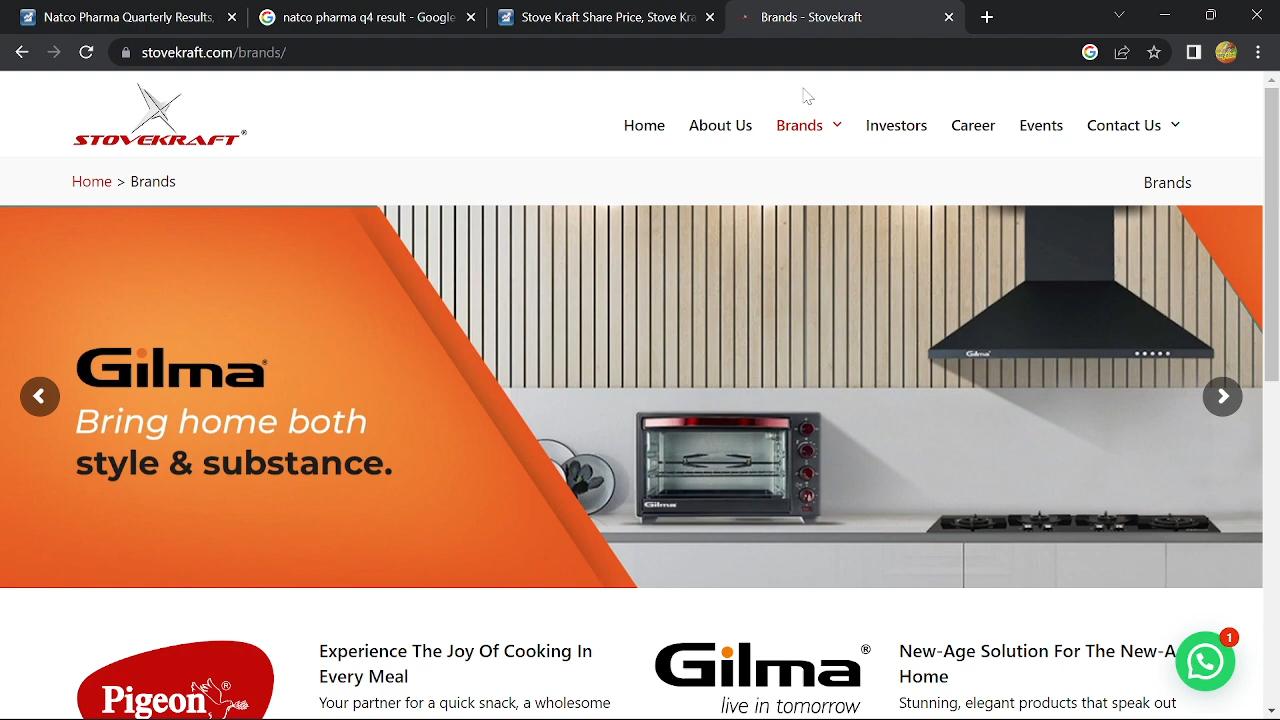 Natco Pharma Quarterly Results,
natco pharma q4 result - Google
Stove Kraft Share Price, Stove Kra
Brands - Stovekraft
stovekraft.com/brands/
STOVEKRAFT®
Home
About Us
Brands
Investors
Career
Events
Contact Us
Home > Brands
Brands
Gilma®
Bring home both
style & substance.
Gilma
Gilma
Pigeon®
Experience The Joy Of Cooking In
Every Meal
Your partner for a quick snack, a wholesome
Gilma®
live in tomorrow
New-Age Solution For The New-A
Home
Stunning, elegant products that speak out
1